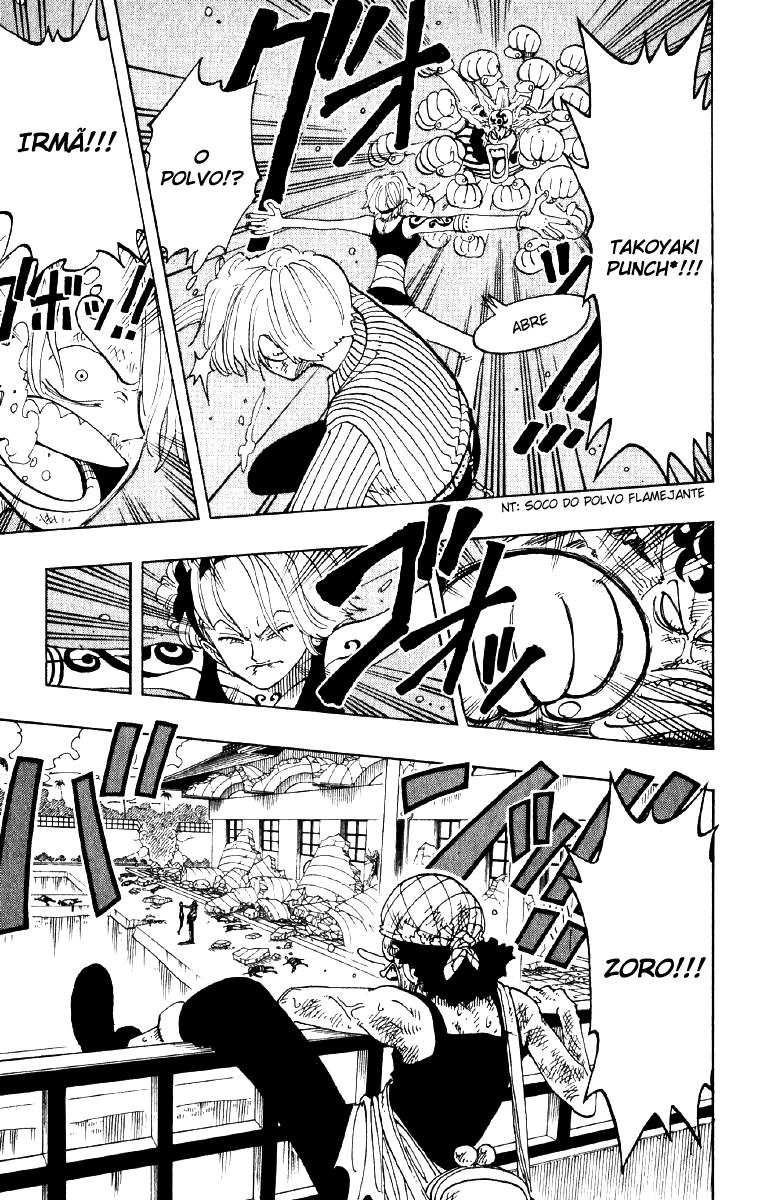 TAKOYAKI
PUNCH*!!!
ABRE
O
POLVO!?
IRMÃ!!!
NT: SOCO DO POLVO FLAMEJANTE
ZORO!!!